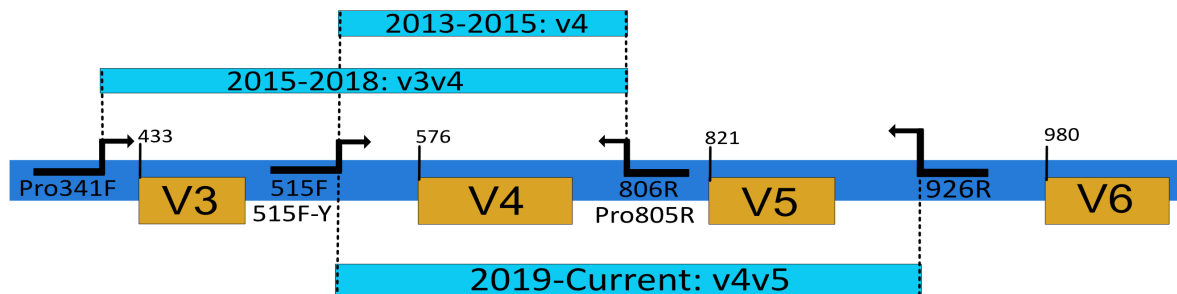 2013-2015: v4
2015-2018: v3v4
433
576
821
980
Pro341F
V3
515F
515F-Y
V4
806R
Pro805R
V5
926R
V6
2019-Current: v4v5